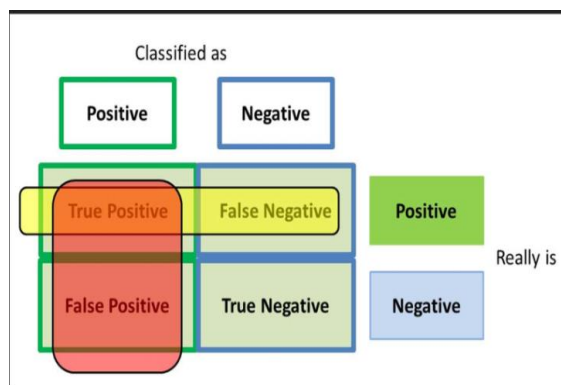 Classified as
Positive Negative
True Positive False Negative Positive
Really is
False Positive True Negative Negative